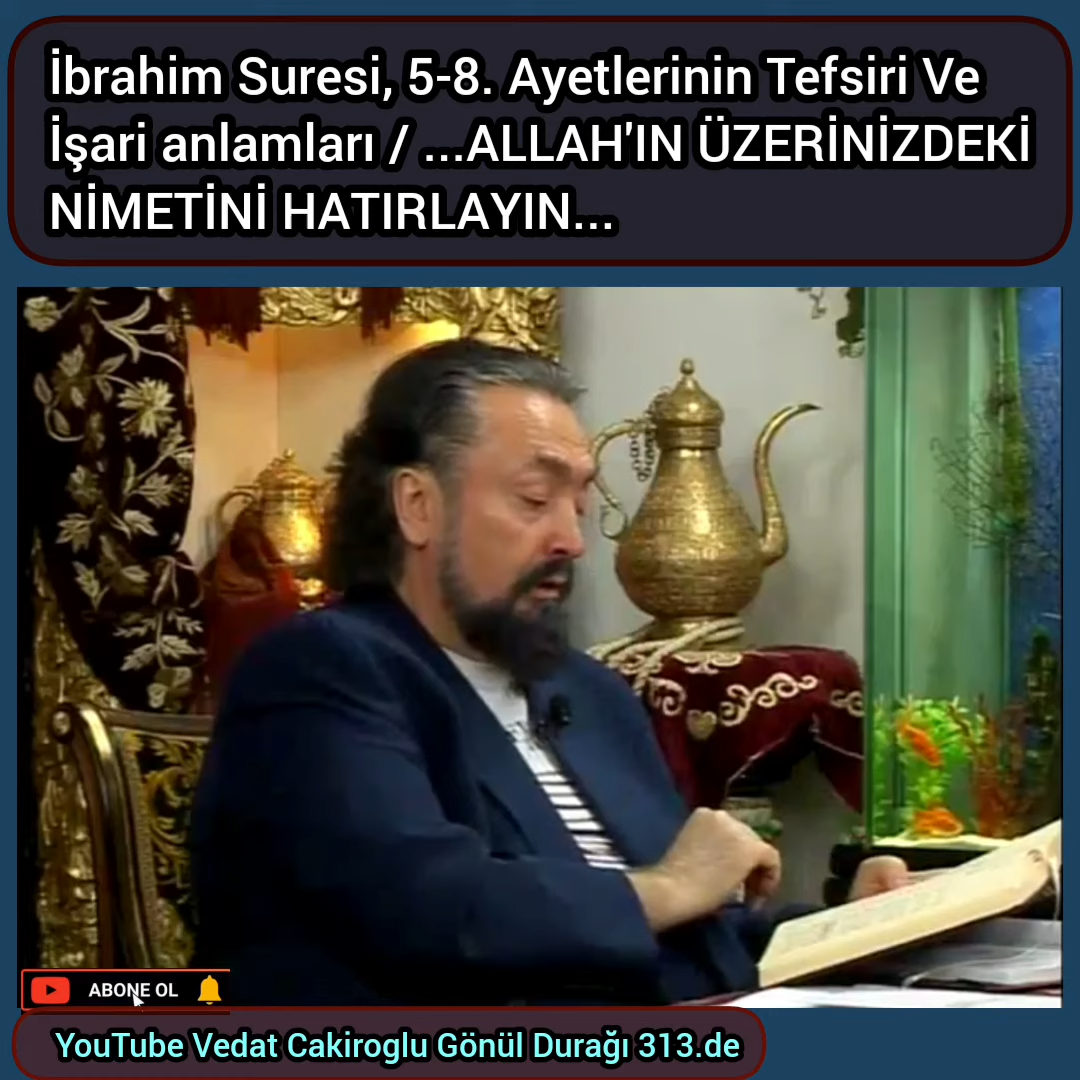 İbrahim Suresi, 5-8. Ayetlerinin Tefsiri Ve
İşari anlamları / ...ALLAH'IN ÜZERİNİZDEKİ
NİMETİNİ HATIRLAYIN...
ABONE OL
YouTube Vedat Cakiroglu Gönül Durağı 313.de